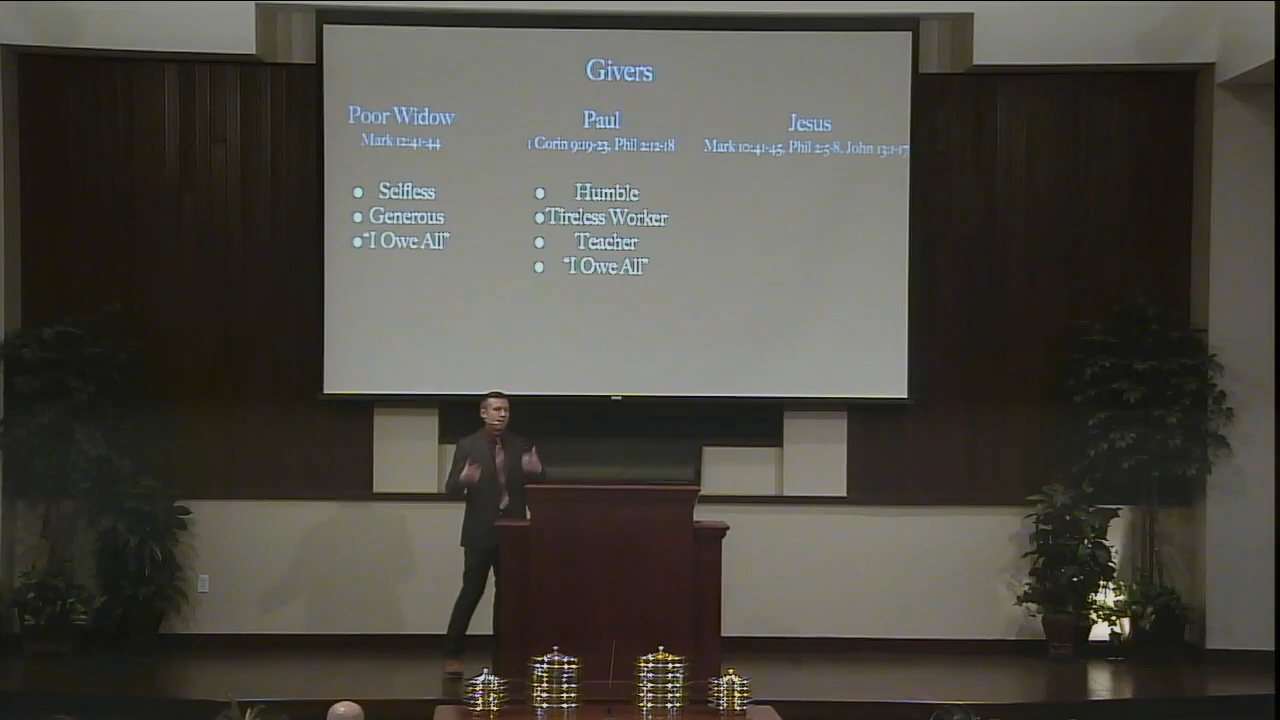 Givers
Poor Widow
Mark 12:41-44
• Selfless
• Generous
• "I Owe All"
Paul
1 Corin 9:19-23, Phil 2:12-18
• Humble
• Tireless Worker
• Teacher
• "I Owe All"
Jesus
Mark 10:41-45, Phil 2:5-8, John 13:1-17